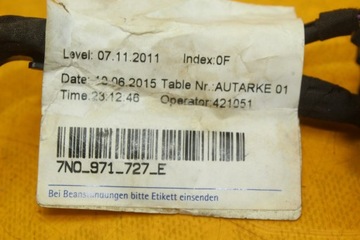 Level: 07.11.2011 Index:0F
Date: 10.06.2015 Table Nr.:AUTARKE 01
Time:23:12:46 Operator:421051
7N0_971_727_E
Bei Beanstandungen bitte Etikett einsenden